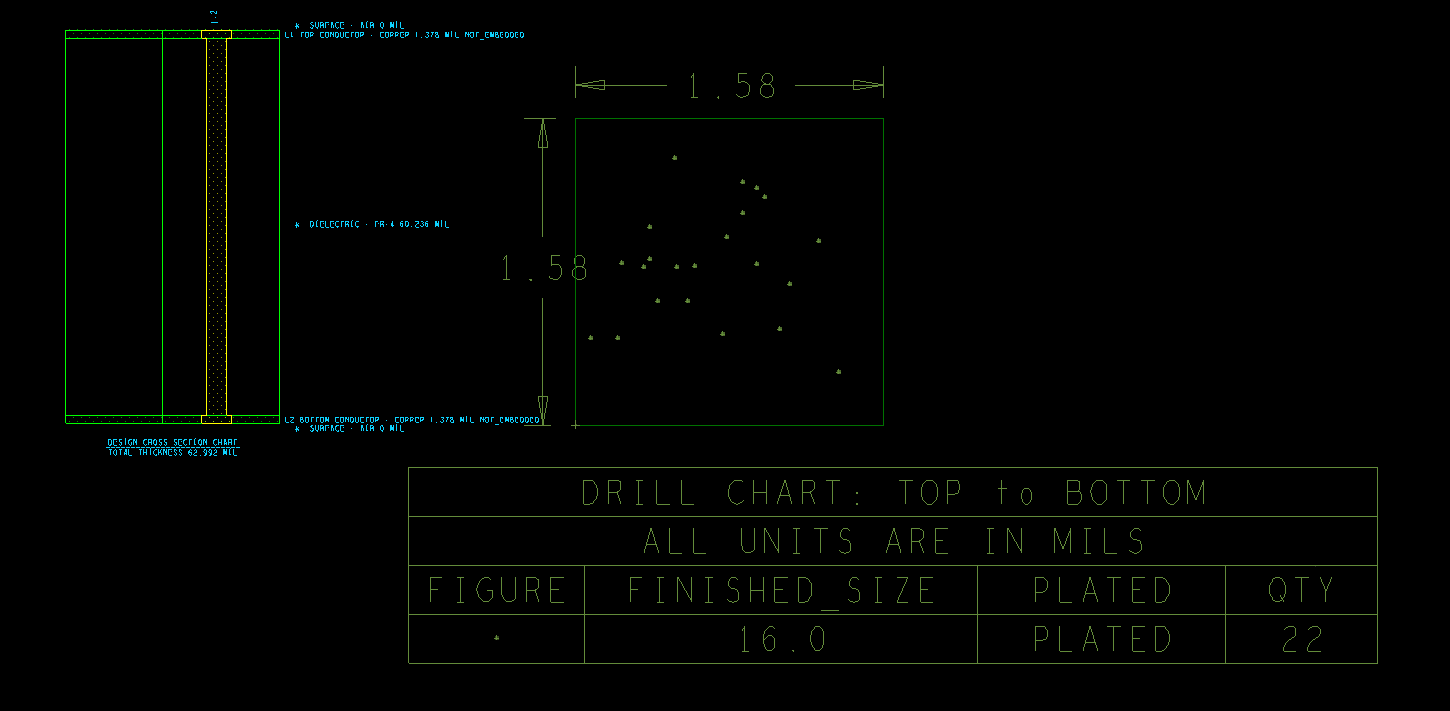 1-2
* SURFACE - AIR 0 MIL
L1 TOP CONDUCTOR - COPPER 1.378 MIL NOT_EMBEDDED
* DIELECTRIC - FR-4 60.236 MIL
L2 BOTTOM CONDUCTOR - COPPER 1.378 MIL NOT_EMBEDDED
* SURFACE - AIR 0 MIL
DESIGN CROSS SECTION CHART
TOTAL THICKNESS 62.992 MIL
1.58
1.58
DRILL CHART: TOP to BOTTOM
ALL UNITS ARE IN MILS
FIGURE FINISHED_SIZE PLATED QTY
* 16.0 PLATED 22